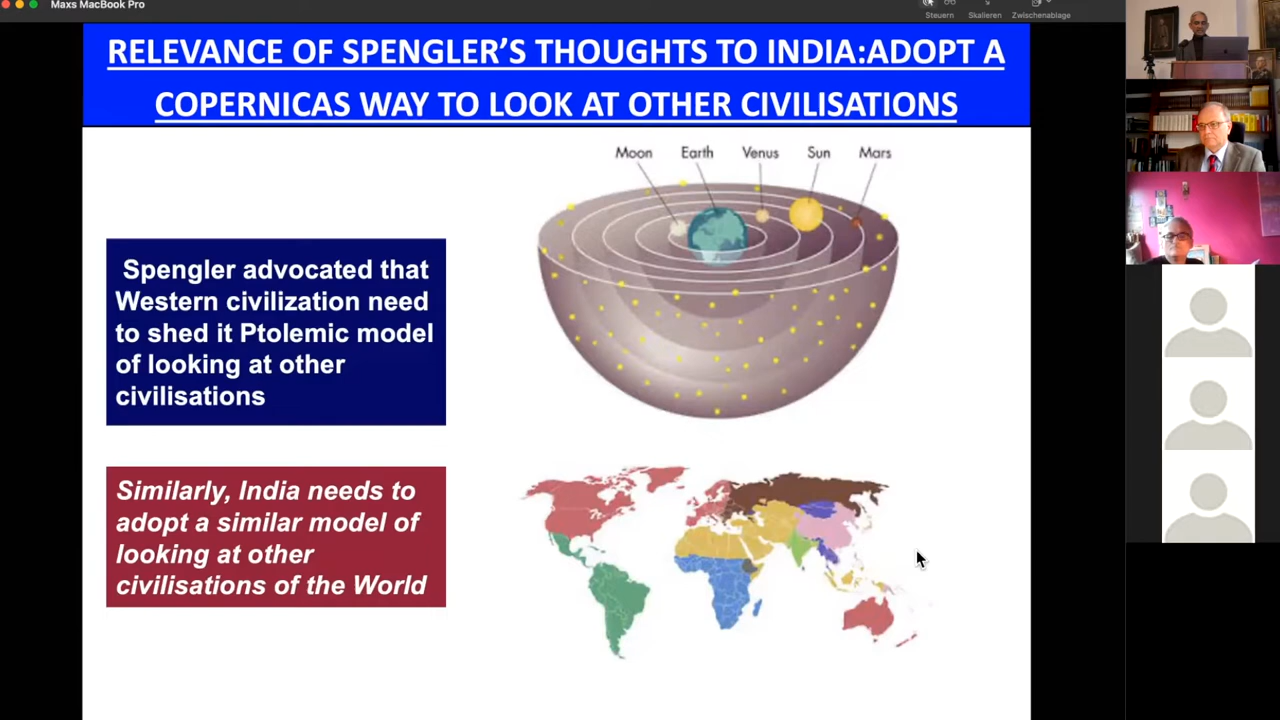 Maxs MacBook Pro
Steuern
Skalieren
Zwischenablage
RELEVANCE OF SPENGLER’S THOUGHTS TO INDIA:ADOPT A
COPERNICAS WAY TO LOOK AT OTHER CIVILISATIONS
Moon
Earth
Venus
Sun
Mars
Spengler advocated that
Western civilization need
to shed it Ptolemic model
of looking at other
civilisations
Similarly, India needs to
adopt a similar model of
looking at other
civilisations of the World